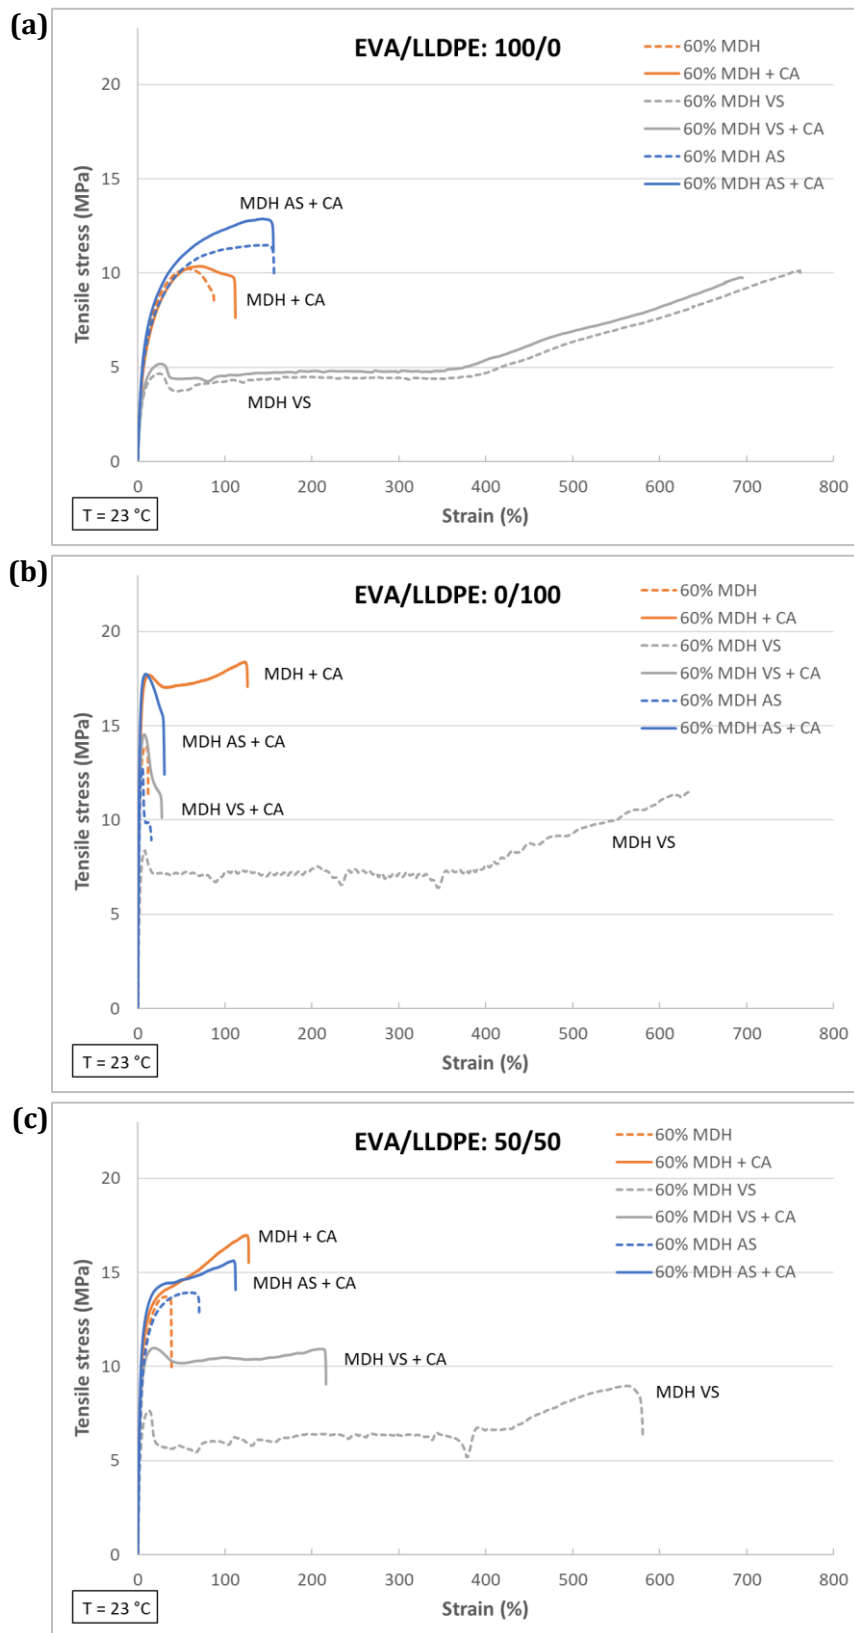 (a)
EVA/LLDPE: 100/0
60% MDH
60% MDH + CA
60% MDH VS
60% MDH VS + CA
60% MDH AS
60% MDH AS + CA
Tensile stress (MPa)
20
15
10
5
0
MDH AS + CA
MDH + CA
MDH VS
0 100 200 300 400 500 600 700 800
Strain (%)
T = 23 °C
(b)
EVA/LLDPE: 0/100
60% MDH
60% MDH + CA
60% MDH VS
60% MDH VS + CA
60% MDH AS
60% MDH AS + CA
Tensile stress (MPa)
20
15
10
5
0
MDH + CA
MDH AS + CA
MDH VS + CA
MDH VS
0 100 200 300 400 500 600 700 800
Strain (%)
T = 23 °C
(c)
EVA/LLDPE: 50/50
60% MDH
60% MDH + CA
60% MDH VS
60% MDH VS + CA
60% MDH AS
60% MDH AS + CA
Tensile stress (MPa)
20
15
10
5
0
MDH + CA
MDH AS + CA
MDH VS + CA
MDH VS
0 100 200 300 400 500 600 700 800
Strain (%)
T = 23 °C